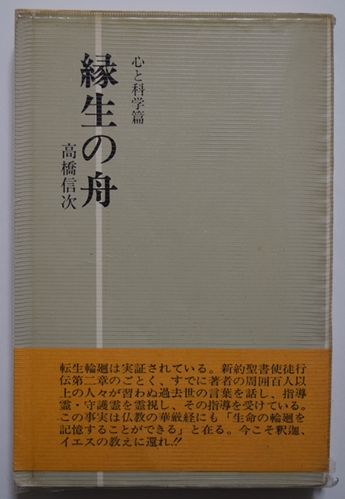 心と科学篇
縁生の舟
高橋信次
転生輪廻は実証されている。新約聖書使徒行
伝第二章のごとく、すでに著者の周囲百人以
上の人々が習わぬ過去世の言葉を話し、指導
霊・守護霊を霊視し、その指導を受けている。
この事実は仏教の華厳経にも「生命の輪廻を
記憶することができる」と在る。今こそ釈迦、
イエスの教えに還れ!!